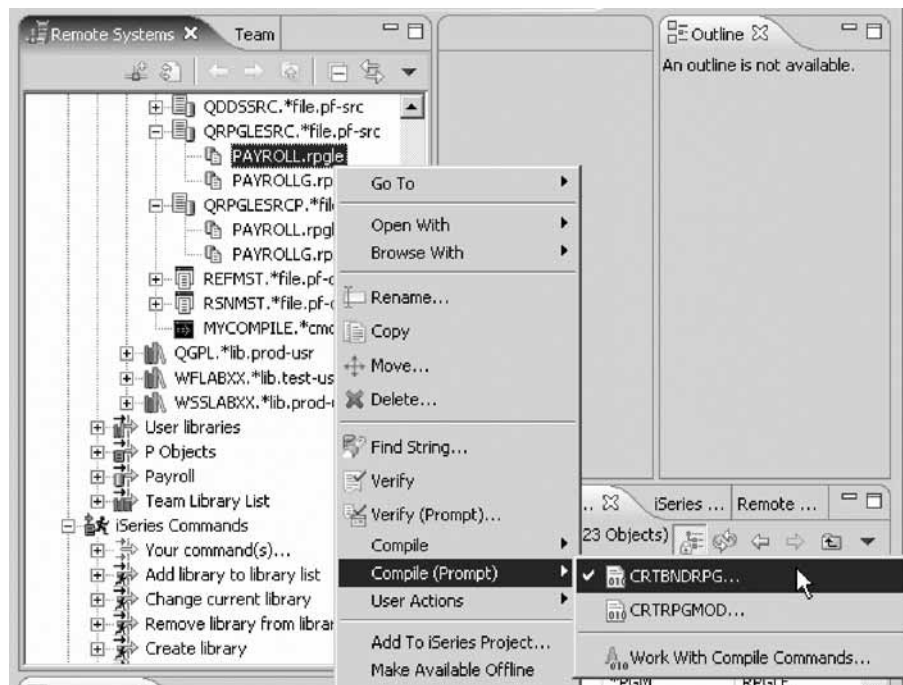 Remote Systems
Team
Outline
An outline is not available.
QDDSSRC.*file.pf-src
QRPGLESRC.*file.pf-src
PAYROLL.rpgle
PAYROLLG.rp
QRPGLESRCP.*fil
PAYROLL.rpgl
PAYROLLG.rp
REFMST.*file.pf-d
RSNMST.*file.pf-d
MYCOMPILE.*cmd
QGPL.*lib.prod-usr
WFLABXX.*lib.test-us
WSSLABXX.*lib.prod-
User libraries
P Objects
Payroll
Team Library List
iSeries Commands
Your command(s)...
Add library to library list
Change current library
Remove library from librar
Create library
Go To
Open With
Browse With
Rename...
Copy
Move...
Delete...
Find String...
Verify
Verify (Prompt)...
Compile
Compile (Prompt)
User Actions
Add To iSeries Project...
Make Available Offline
.. iSeries ... Remote ...
23 Objects)
CRTBNDRPG...
CRTRPGMOD...
Work With Compile Commands...
*PGM RPGLE